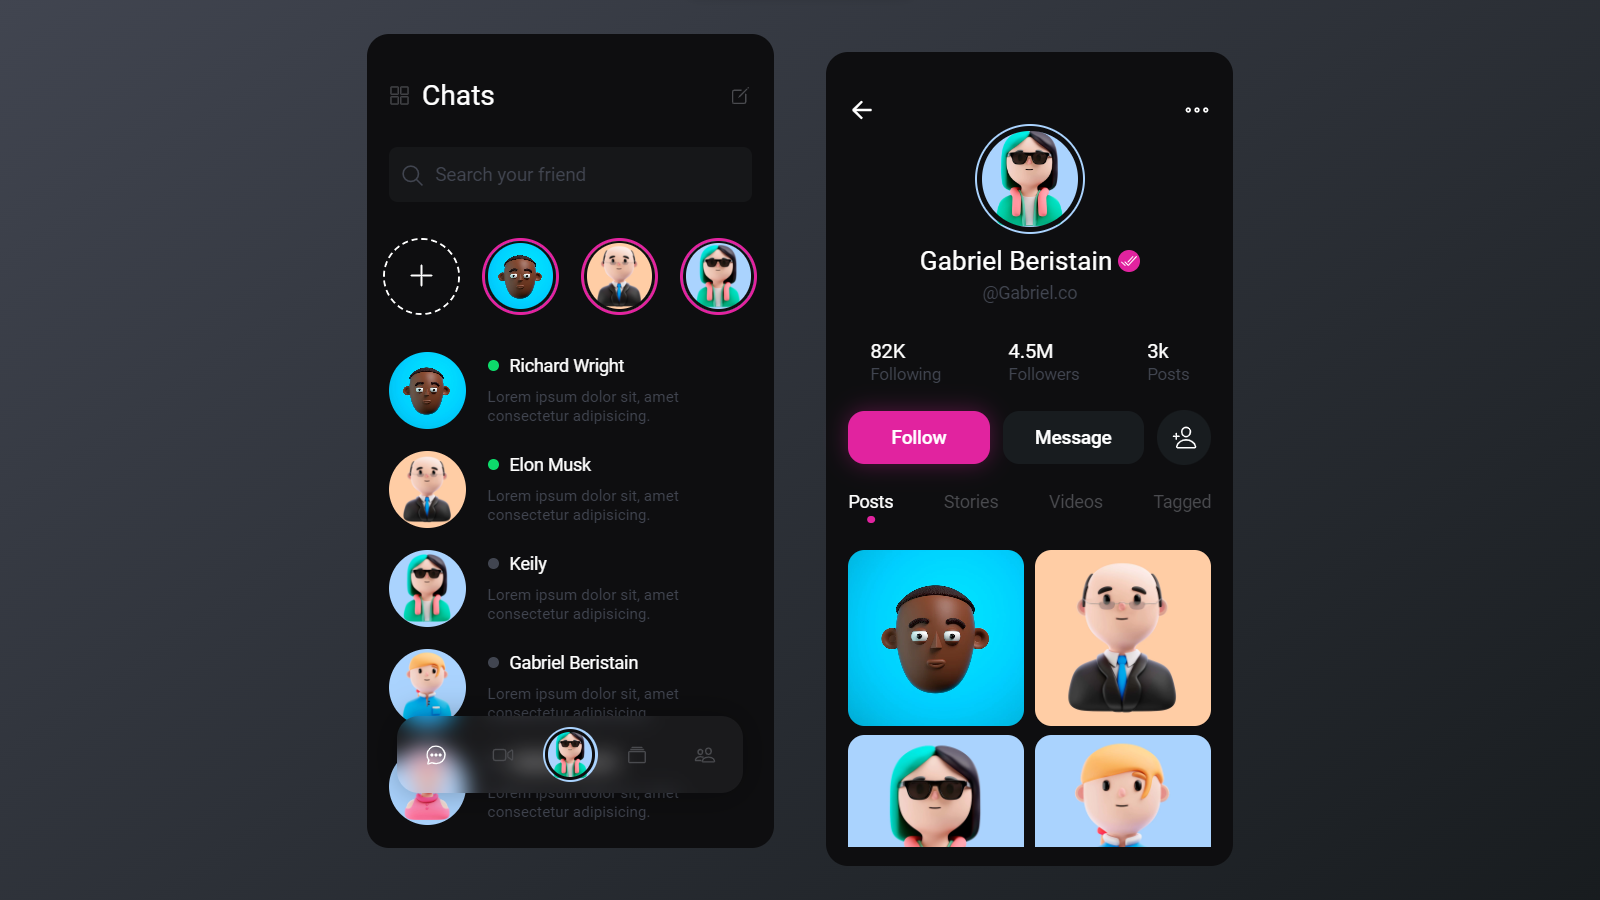 Chats
Search your friend
Richard Wright
Lorem ipsum dolor sit, amet
consectetur adipisicing.
Elon Musk
Lorem ipsum dolor sit, amet
consectetur adipisicing.
Keily
Lorem ipsum dolor sit, amet
consectetur adipisicing.
Gabriel Beristain
Lorem ipsum dolor sit, amet
consectetur adipisicing.
Lorem ipsum dolor sit, amet
consectetur adipisicing.
Gabriel Beristain
@Gabriel.co
82K 4.5M 3k
Following Followers Posts
Follow Message
Posts Stories Videos Tagged